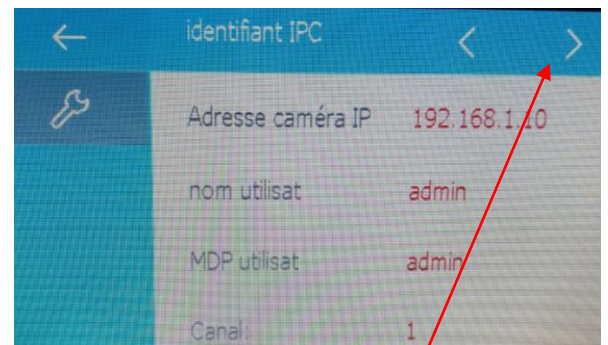 identifiant IPC
Adresse caméra IP 192.168.1.10
nom utilisat admin
MDP utilisat admin
Canal: 1